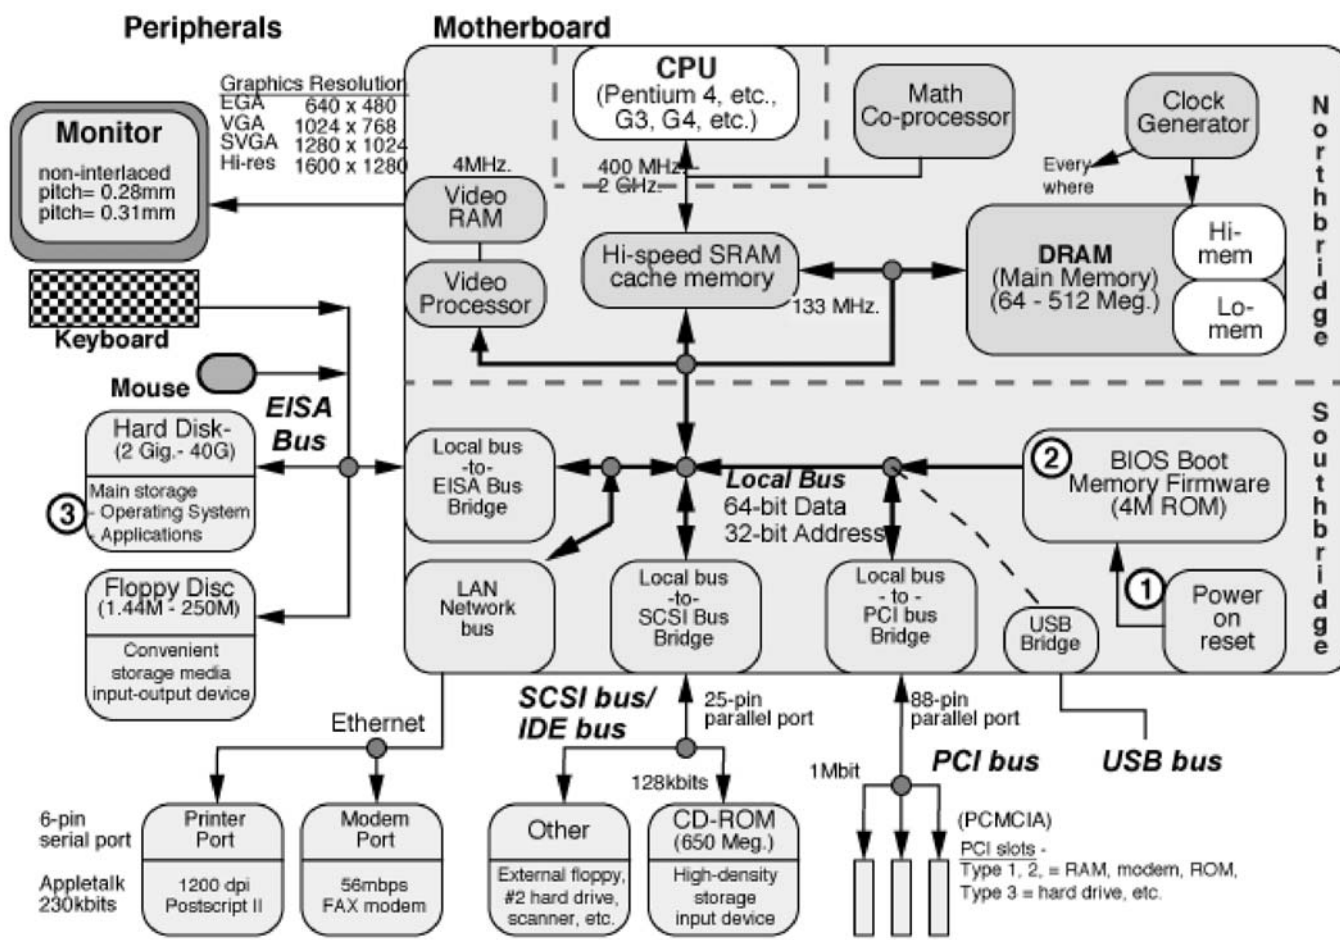 Peripherals
Motherboard
Graphics Resolution
EGA 640 x 480
VGA 1024 x 768
SVGA 1280 x 1024
Hi-res 1600 x 1280
Monitor
non-interlaced
pitch= 0.28mm
pitch= 0.31mm
Keyboard
Mouse
EISA
Bus
Hard Disk-
(2 Gig.- 40G)
Main storage
- Operating System
- Applications
3
Floppy Disc
(1.44M - 250M)
Convenient
storage media
input-output device
CPU
(Pentium 4, etc.,
G3, G4, etc.)
400 MHz.-
2 GHz.
Math
Co-processor
Clock
Generator
Every
where
Northbridge
4MHz.
Video
RAM
Video
Processor
Hi-speed SRAM
cache memory
133 MHz.
DRAM
(Main Memory)
(64 - 512 Meg.)
Hi-
mem
Lo-
mem
Southbridge
Local bus
-to-
EISA Bus
Bridge
Local Bus
64-bit Data
32-bit Address
2
BIOS Boot
Memory Firmware
(4M ROM)
LAN
Network
bus
Local bus
-to-
SCSI Bus
Bridge
Local bus
- to -
PCI bus
Bridge
USB
Bridge
1
Power
on
reset
Ethernet
SCSI bus/
IDE bus
25-pin
parallel port
88-pin
parallel port
PCI bus
USB bus
128kbits
1Mbit
6-pin
serial port
Appletalk
230kbits
Printer
Port
1200 dpi
Postscript II
Modem
Port
56mbps
FAX modem
Other
External floppy,
#2 hard drive,
scanner, etc.
CD-ROM
(650 Meg.)
High-density
storage
input device
(PCMCIA)
PCI slots -
Type 1, 2, = RAM, modem, ROM,
Type 3 = hard drive, etc.